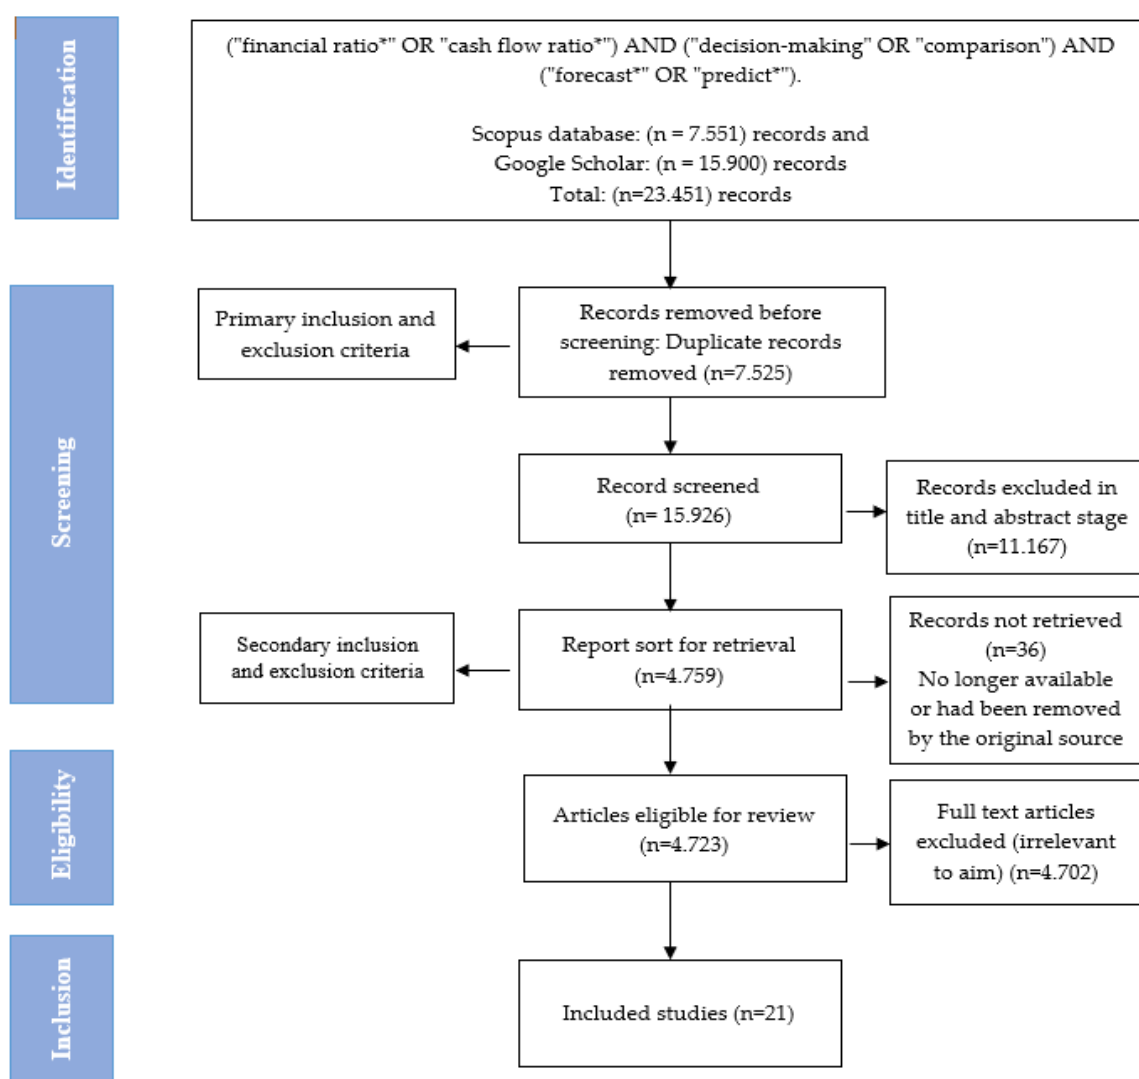 Identification
("financial ratio*" OR "cash flow ratio*") AND ("decision-making" OR "comparison") AND
("forecast*" OR "predict*").
Scopus database: (n = 7.551) records and
Google Scholar: (n = 15.900) records
Total: (n=23.451) records
Screening
Primary inclusion and
exclusion criteria
Records removed before
screening: Duplicate records
removed (n=7.525)
Record screened
(n= 15.926)
Records excluded in
title and abstract stage
(n=11.167)
Secondary inclusion
and exclusion criteria
Report sort for retrieval
(n=4.759)
Records not retrieved
(n=36)
No longer available
or had been removed
by the original source
Eligibility
Articles eligible for review
(n=4.723)
Full text articles
excluded (irrelevant
to aim) (n=4.702)
Inclusion
Included studies (n=21)